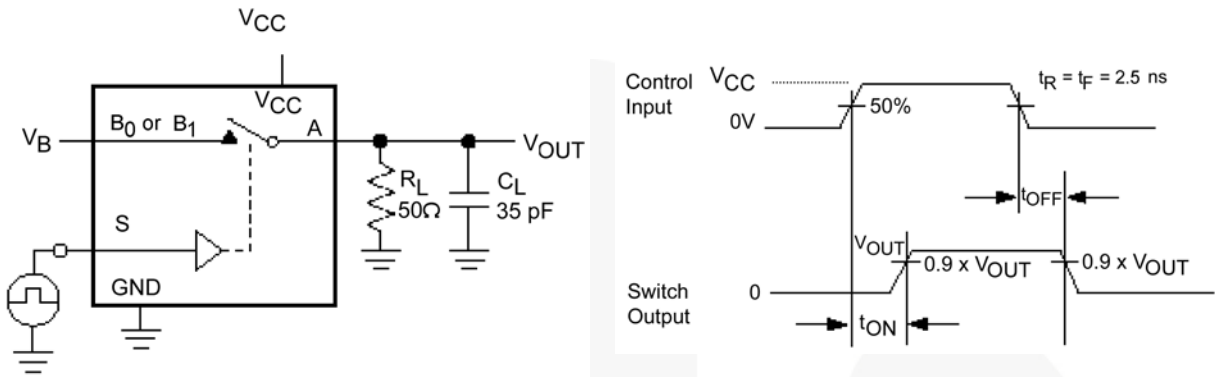 VCC
VCC
VB
B0 or B1
A
VOUT
RL
50Ω
CL
35 pF
S
GND
Control
Input
VCC
0V
50%
tR = tF = 2.5 ns
tOFF
VOUT
0.9 x VOUT
0.9 x VOUT
Switch
Output
0
tON